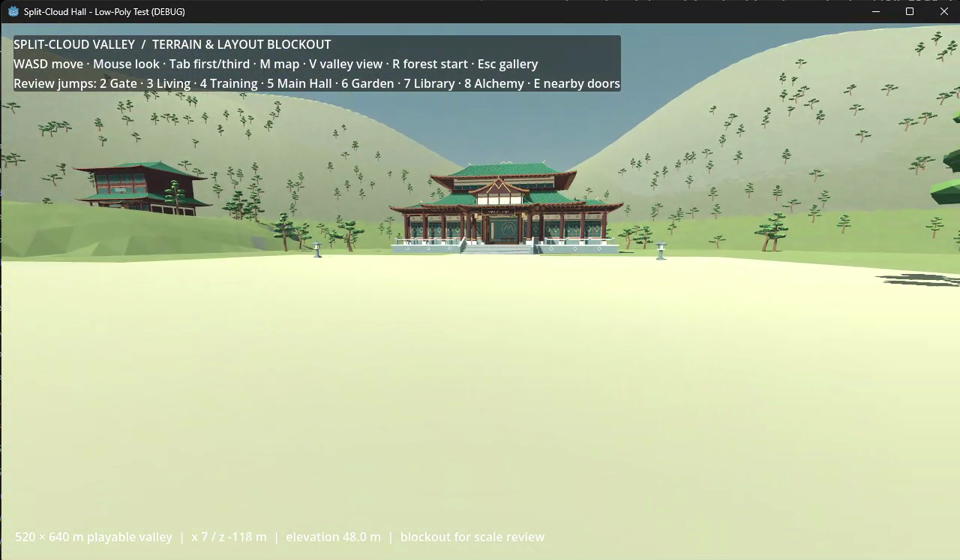 Split-Cloud Hall - Low-Poly Test (DEBUG)
SPLIT-CLOUD VALLEY / TERRAIN & LAYOUT BLOCKOUT
WASD move · Mouse look · Tab first/third · M map · V valley view · R forest start · Esc gallery
Review jumps: 2 Gate · 3 Living · 4 Training · 5 Main Hall · 6 Garden · 7 Library · 8 Alchemy · E nearby doors
520 × 640 m playable valley | x 7 / z -118 m | elevation 48.0 m | blockout for scale review